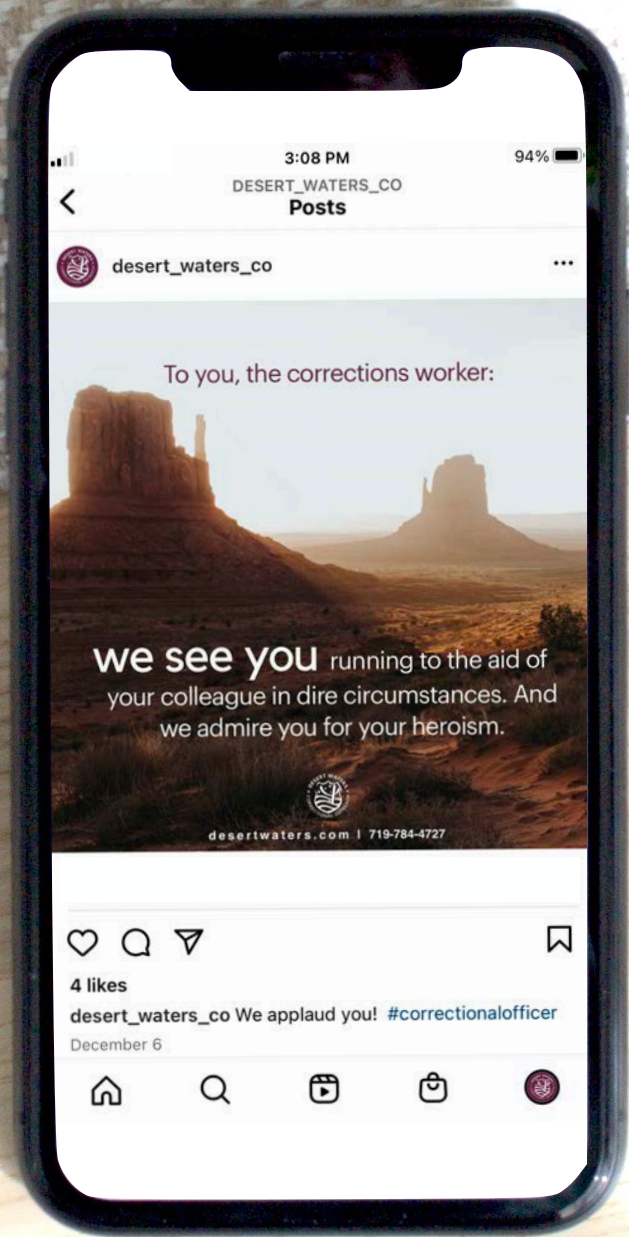 3:08 PM
94%
DESERT_WATERS_CO
Posts
desert_waters_co
To you, the corrections worker:
we see you running to the aid of
your colleague in dire circumstances. And
we admire you for your heroism.
desertwaters.com | 719-784-4727
4 likes
desert_waters_co We applaud you! #correctionalofficer
December 6